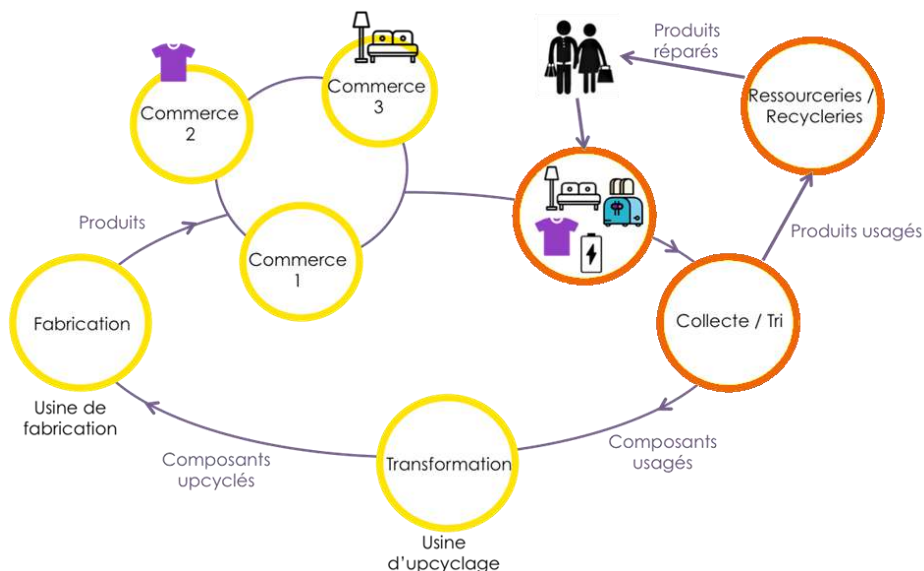 Produits
réparés
Ressourceries /
Recycleries
Commerce
3
Commerce
2
Produits
Produits usagés
Commerce
1
Fabrication
Collecte / Tri
Usine de
fabrication
Composants
usagés
Composants
upcyclés
Transformation
Usine
d'upcyclage